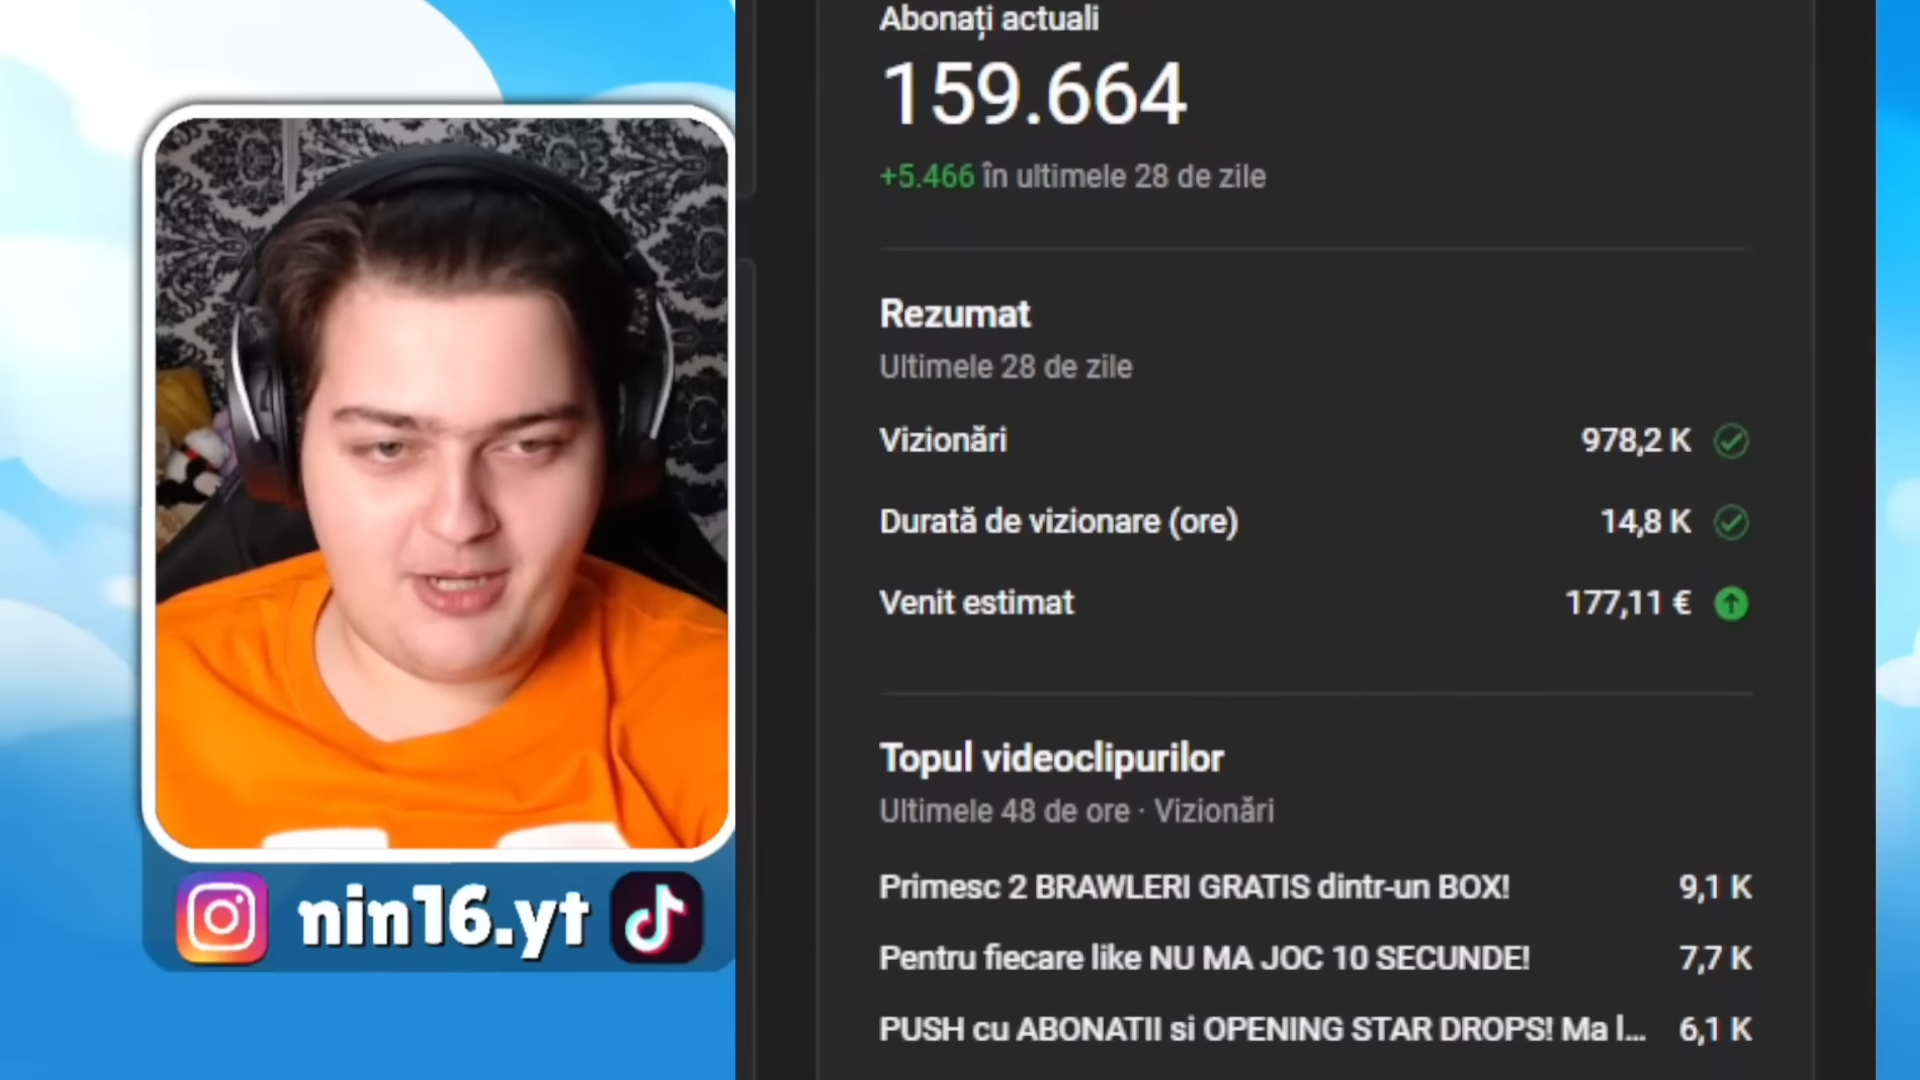 Abonați actuali
159.664
+5.466 în ultimele 28 de zile
Rezumat
Ultimele 28 de zile
Vizionări 978,2 K
Durată de vizionare (ore) 14,8 K
Venit estimat 177,11 €
Topul videoclipurilor
Ultimele 48 de ore · Vizionări
Primesc 2 BRAWLERI GRATIS dintr-un BOX! 9,1 K
Pentru fiecare like NU MA JOC 10 SECUNDE! 7,7 K
PUSH cu ABONATII si OPENING STAR DROPS! Ma l... 6,1 K
nin16.yt